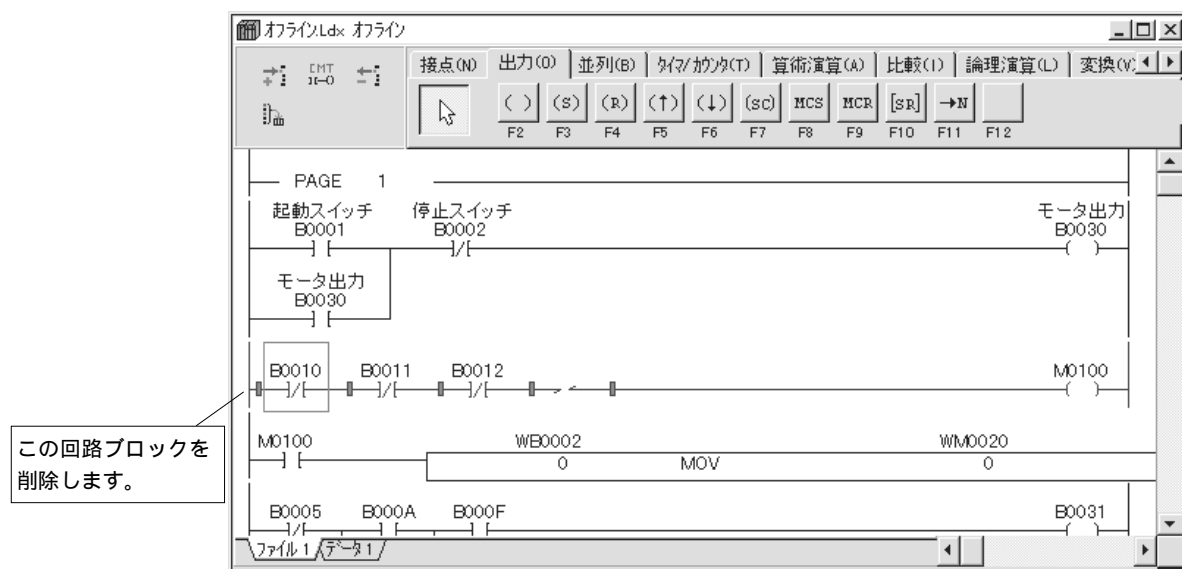 オフライン.Ldx オフライン
CMT
接点(N) 出力(O) 並列(B) タイマ/カウンタ(T) 算術演算(A) 比較(I) 論理演算(L) 変換(V)
( ) (S) (R) (↑) (↓) (SC) MCS MCR [SR] →N
F2 F3 F4 F5 F6 F7 F8 F9 F10 F11 F12
PAGE 1
起動スイッチ 停止スイッチ モータ出力
B0001 B0002 B0030
モータ出力
B0030
B0010 B0011 B0012 M0100
この回路ブロックを
削除します。
M0100 WB0002 WM0020
0 MOV 0
B0005 B000A B000F B0031
ファイル 1 データ 1